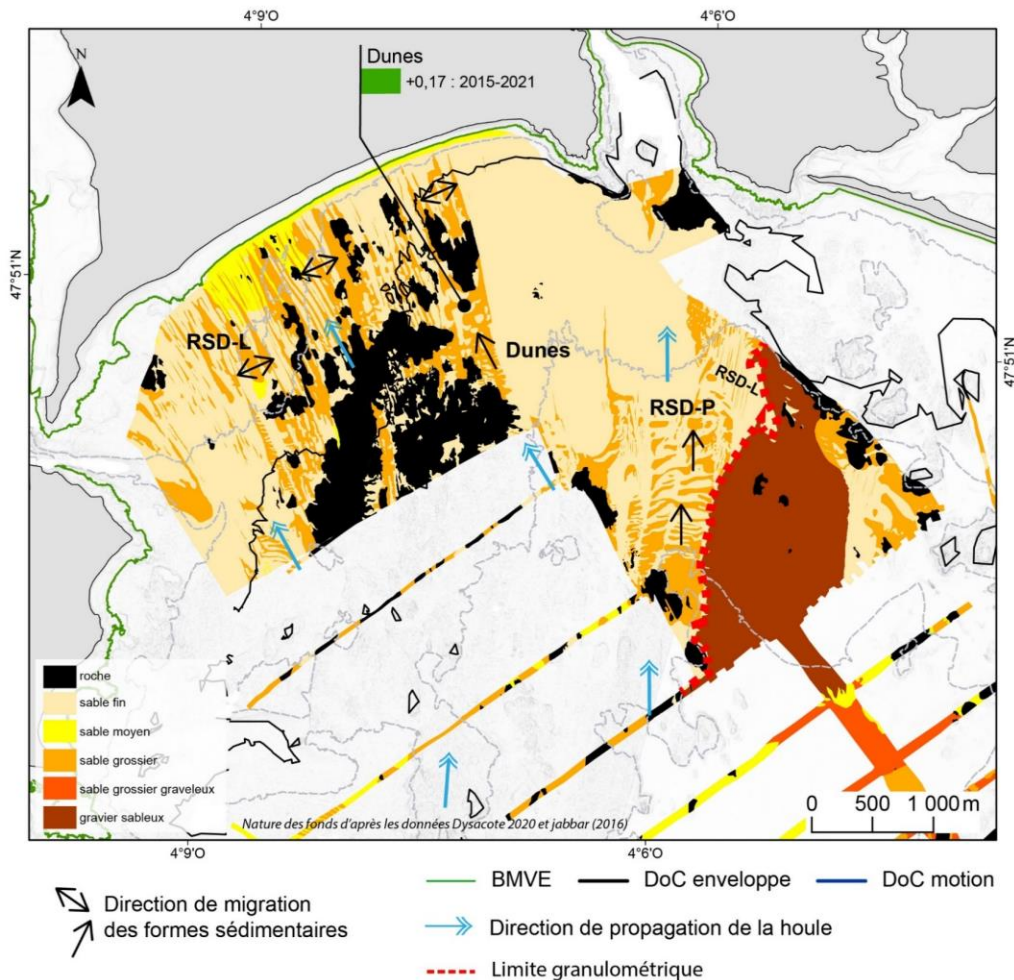 4°9'O
4°6'O
N
Dunes
+0,17 : 2015-2021
47°51'N
47°51'N
RSD-L
Dunes
RSD-L
RSD-P
roche
sable fin
sable moyen
sable grossier
sable grossier graveleux
gravier sableux
0 500 1 000 m
Nature des fonds d'après les données Dysacote 2020 et jabbar (2016)
4°9'O
4°6'O
Direction de migration
des formes sédimentaires
BMVE
DoC enveloppe
DoC motion
Direction de propagation de la houle
Limite granulométrique